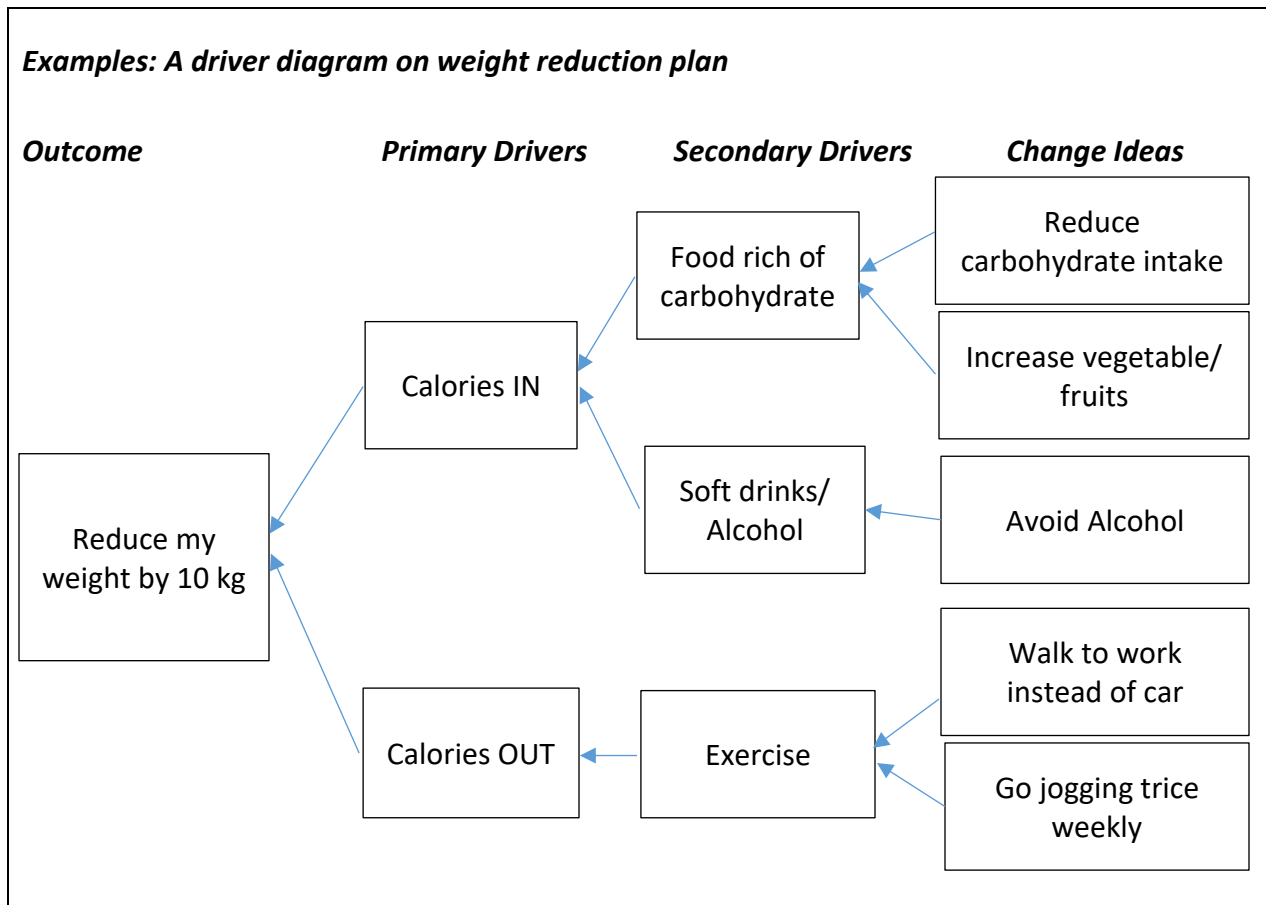 Examples: A driver diagram on weight reduction plan
Outcome
Primary Drivers
Secondary Drivers
Change Ideas
Reduce my
weight by 10 kg
Calories IN
Calories OUT
Food rich of
carbohydrate
Soft drinks/
Alcohol
Exercise
Reduce
carbohydrate intake
Increase vegetable/
fruits
Avoid Alcohol
Walk to work
instead of car
Go jogging trice
weekly